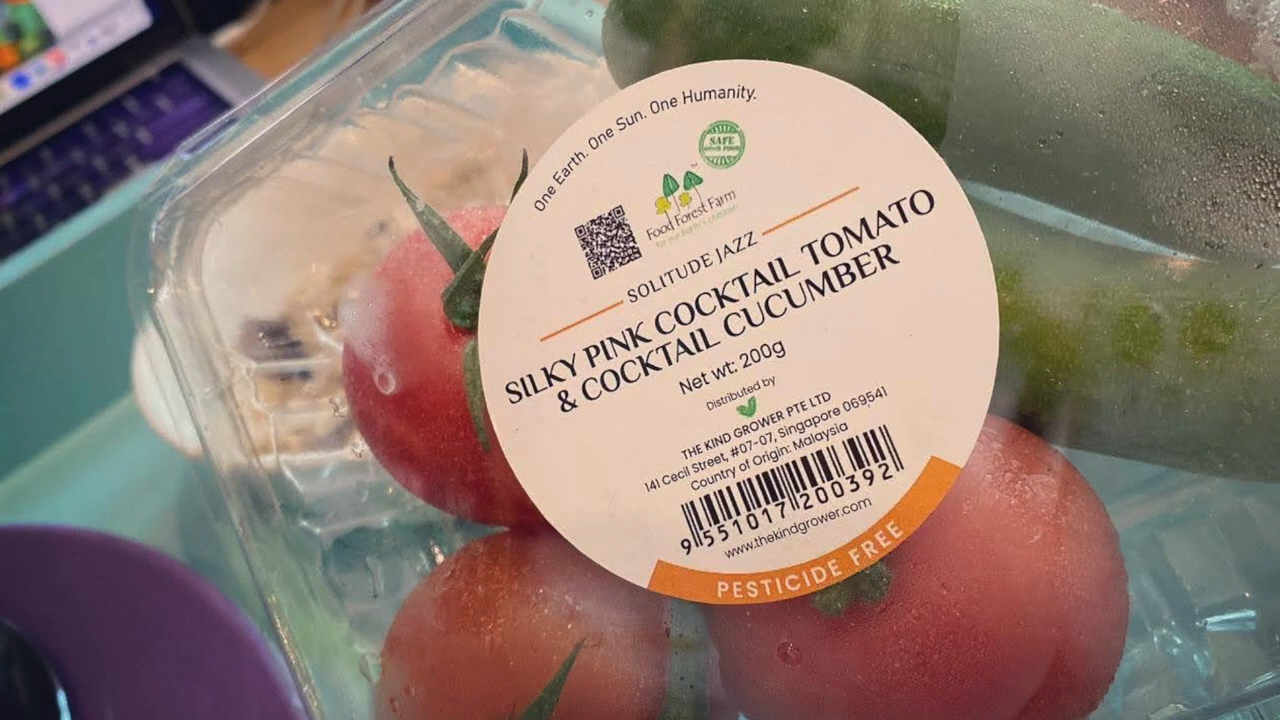 One Earth. One Sun. One Humanity.
SAFE
Food Forest Farm
SOLITUDE JAZZ
SILKY PINK COCKTAIL TOMATO
& COCKTAIL CUCUMBER
Net wt: 200g
Distributed by
THE KIND GROWER PTE LTD
141 Cecil Street, #07-07, Singapore 069541
Country of Origin: Malaysia
9 551017 200392
www.thekindgrower.com
PESTICIDE FREE